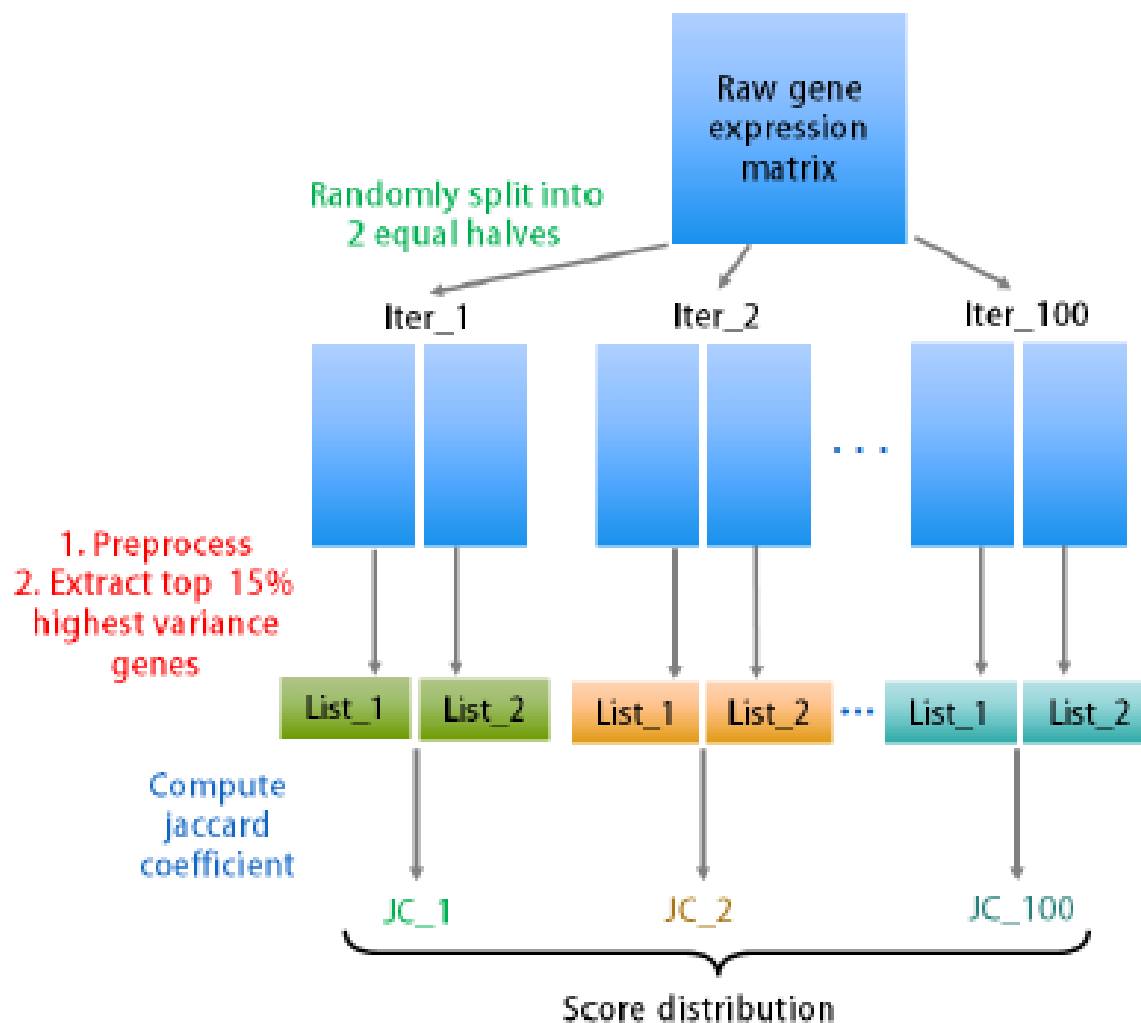 Raw gene
expression
matrix
Randomly split into
2 equal halves
Iter_1
Iter_2
Iter_100
. . .
1. Preprocess
2. Extract top 15%
highest variance
genes
List_1
List_2
List_1
List_2
...
List_1
List_2
Compute
jaccard
coefficient
JC_1
JC_2
JC_100
Score distribution